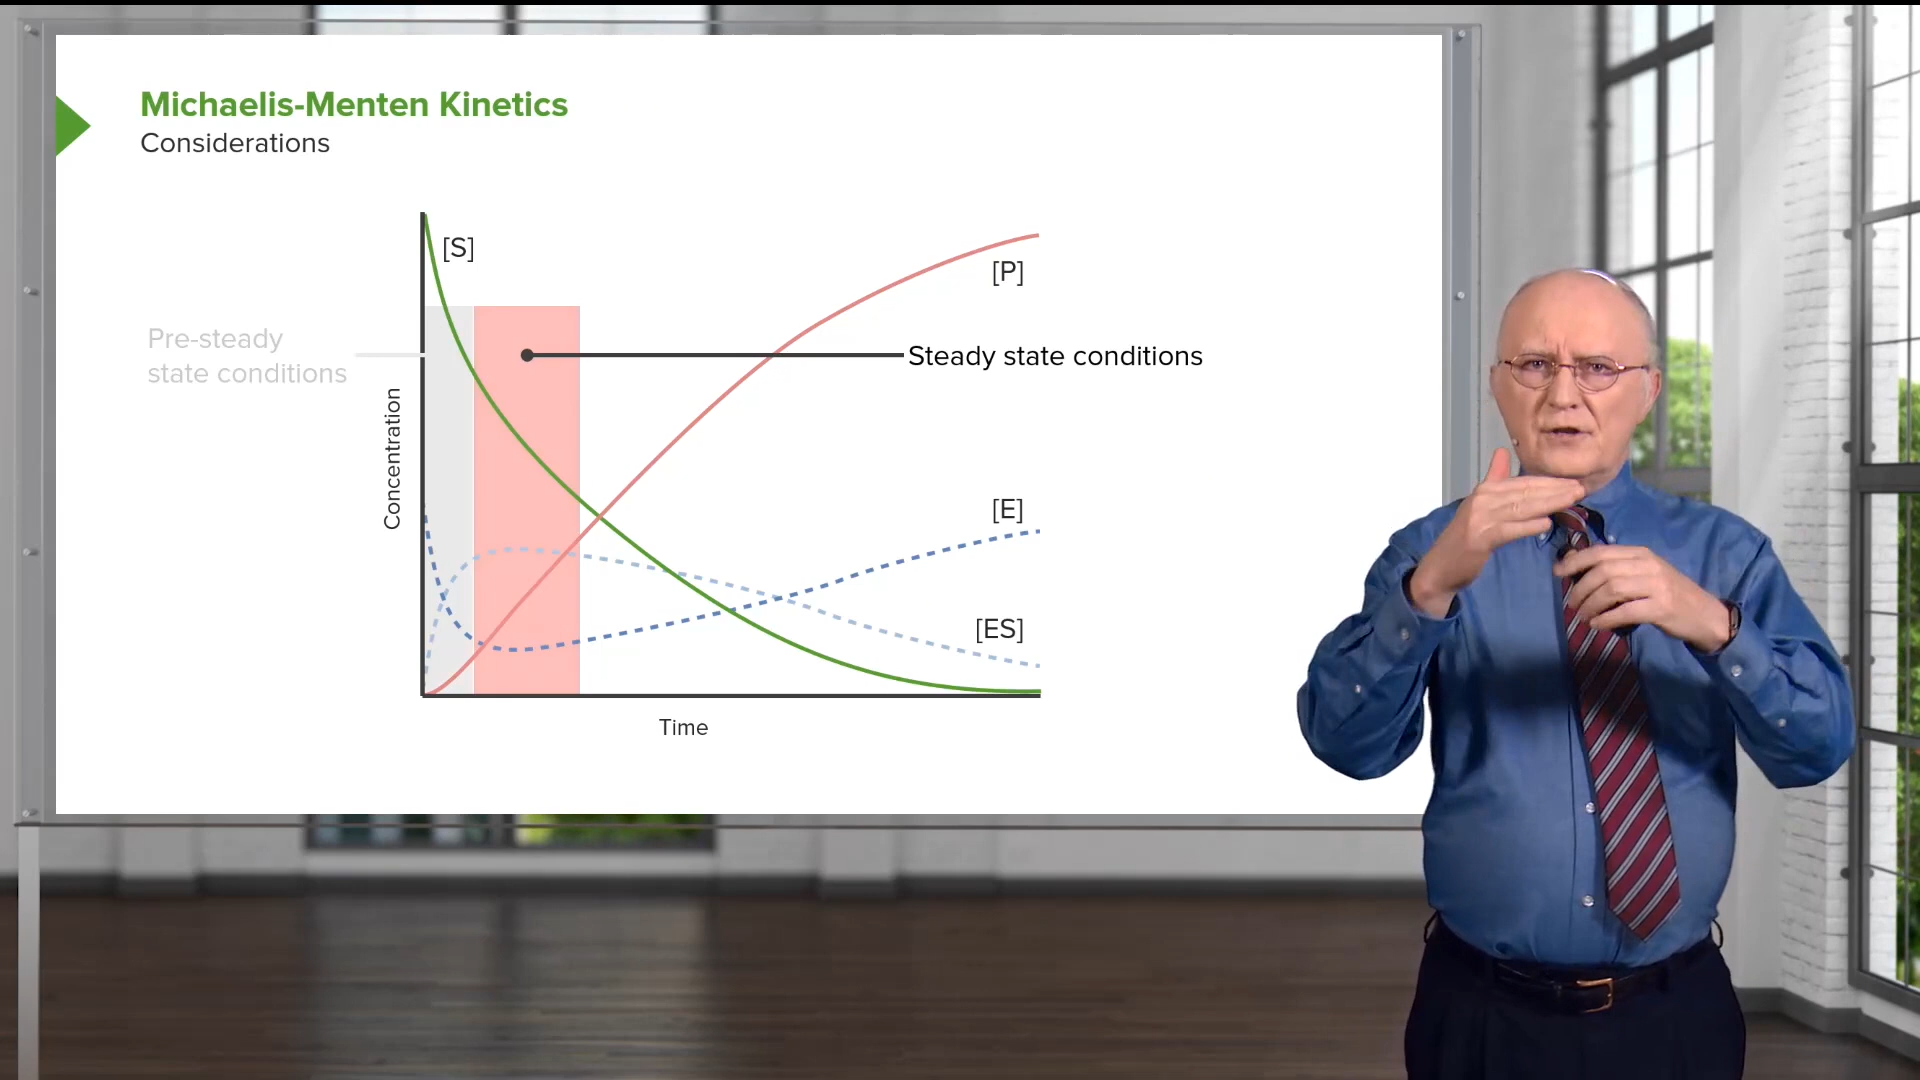 Michaelis-Menten Kinetics
Considerations
[S]
[P]
Pre-steady
state conditions
Steady state conditions
Concentration
[E]
[ES]
Time